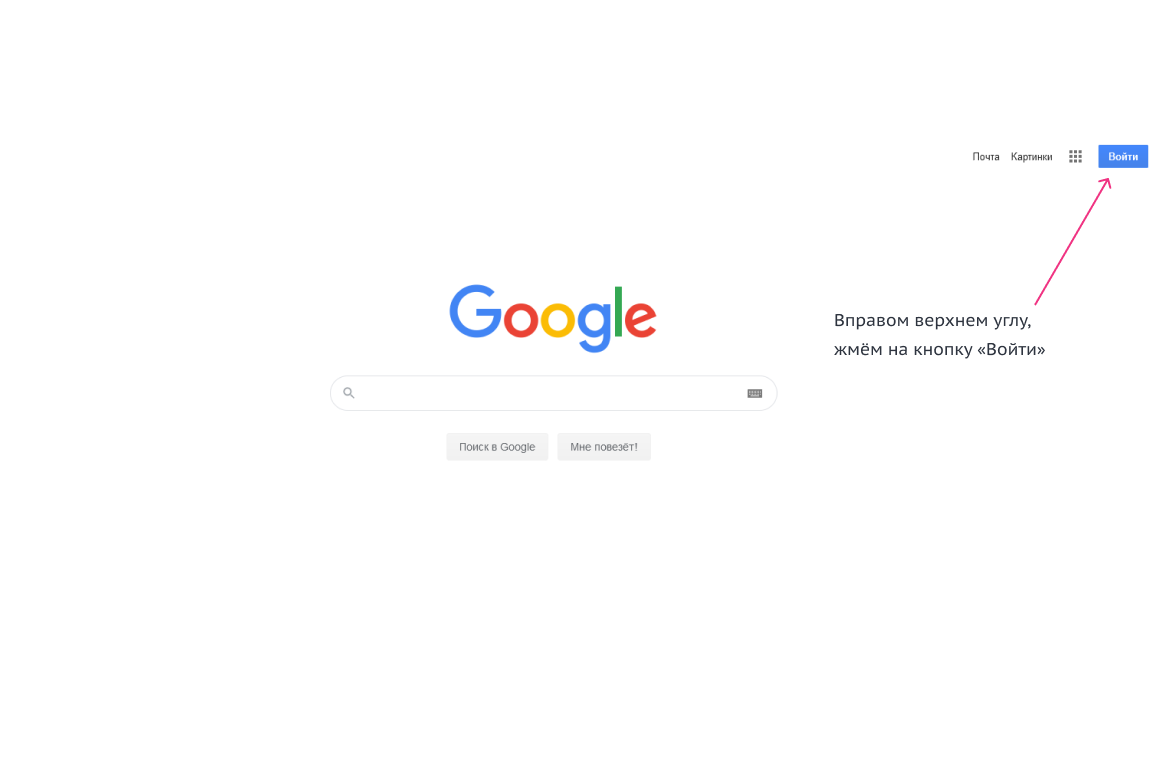 Почта Картинки Войти
Google
Вправом верхнем углу,
жмём на кнопку «Войти»
Поиск в Google Мне повезёт!